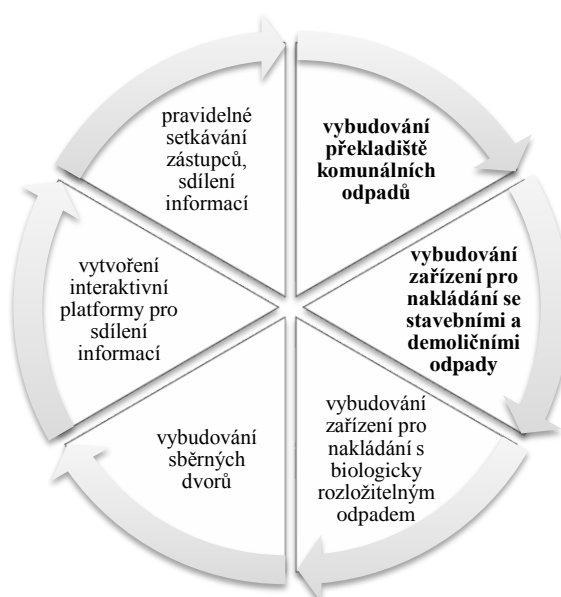 pravidelné
setkávání
zástupců,
sdílení
informací
vybudování
překladiště
komunálních
odpadů
vybudování
zařízení pro
nakládání se
stavebními a
demoličními
odpady
vybudování
zařízení pro
nakládání s
biologicky
rozložitelným
odpadem
vybudování
sběrných
dvorů
vytvoření
interaktivní
platformy pro
sdílení
informací